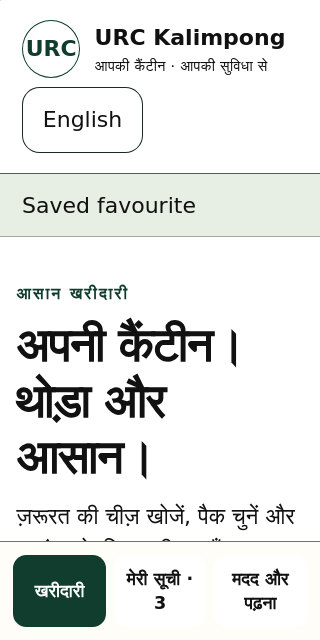 URC
URC Kalimpong
आपकी कैंटीन · आपकी सुविधा से
English
Saved favourite
आसान खरीदारी
अपनी कैंटीन।
थोड़ा और
आसान।
ज़रूरत की चीज़ खोजें, पैक चुनें और
खरीदारी
मेरी सूची ·
3
मदद और
पढ़ना